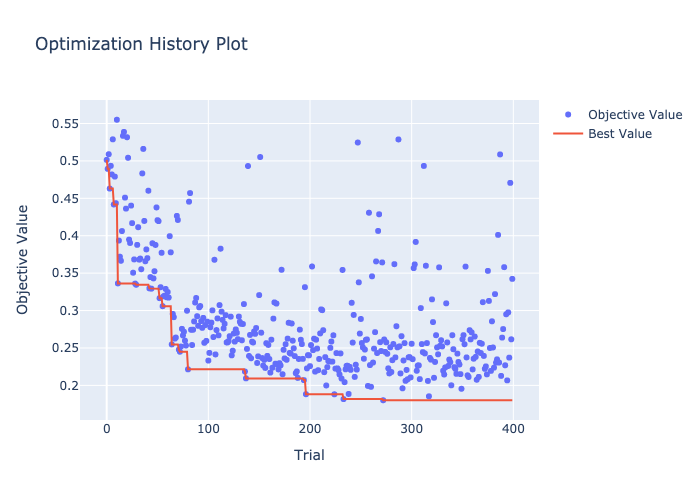 Optimization History Plot
Objective Value
Best Value
0.55
0.5
0.45
0.4
0.35
0.3
0.25
0.2
Objective Value
0
100
200
300
400
Trial